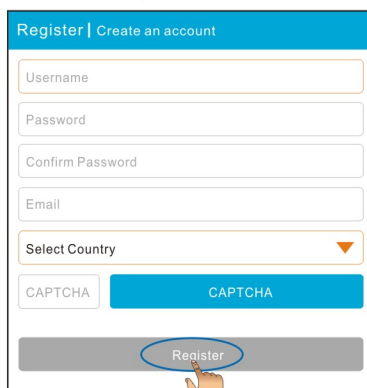 Register | Create an account
Username
Password
Confirm Password
Email
Select Country
CAPTCHA CAPTCHA
Register